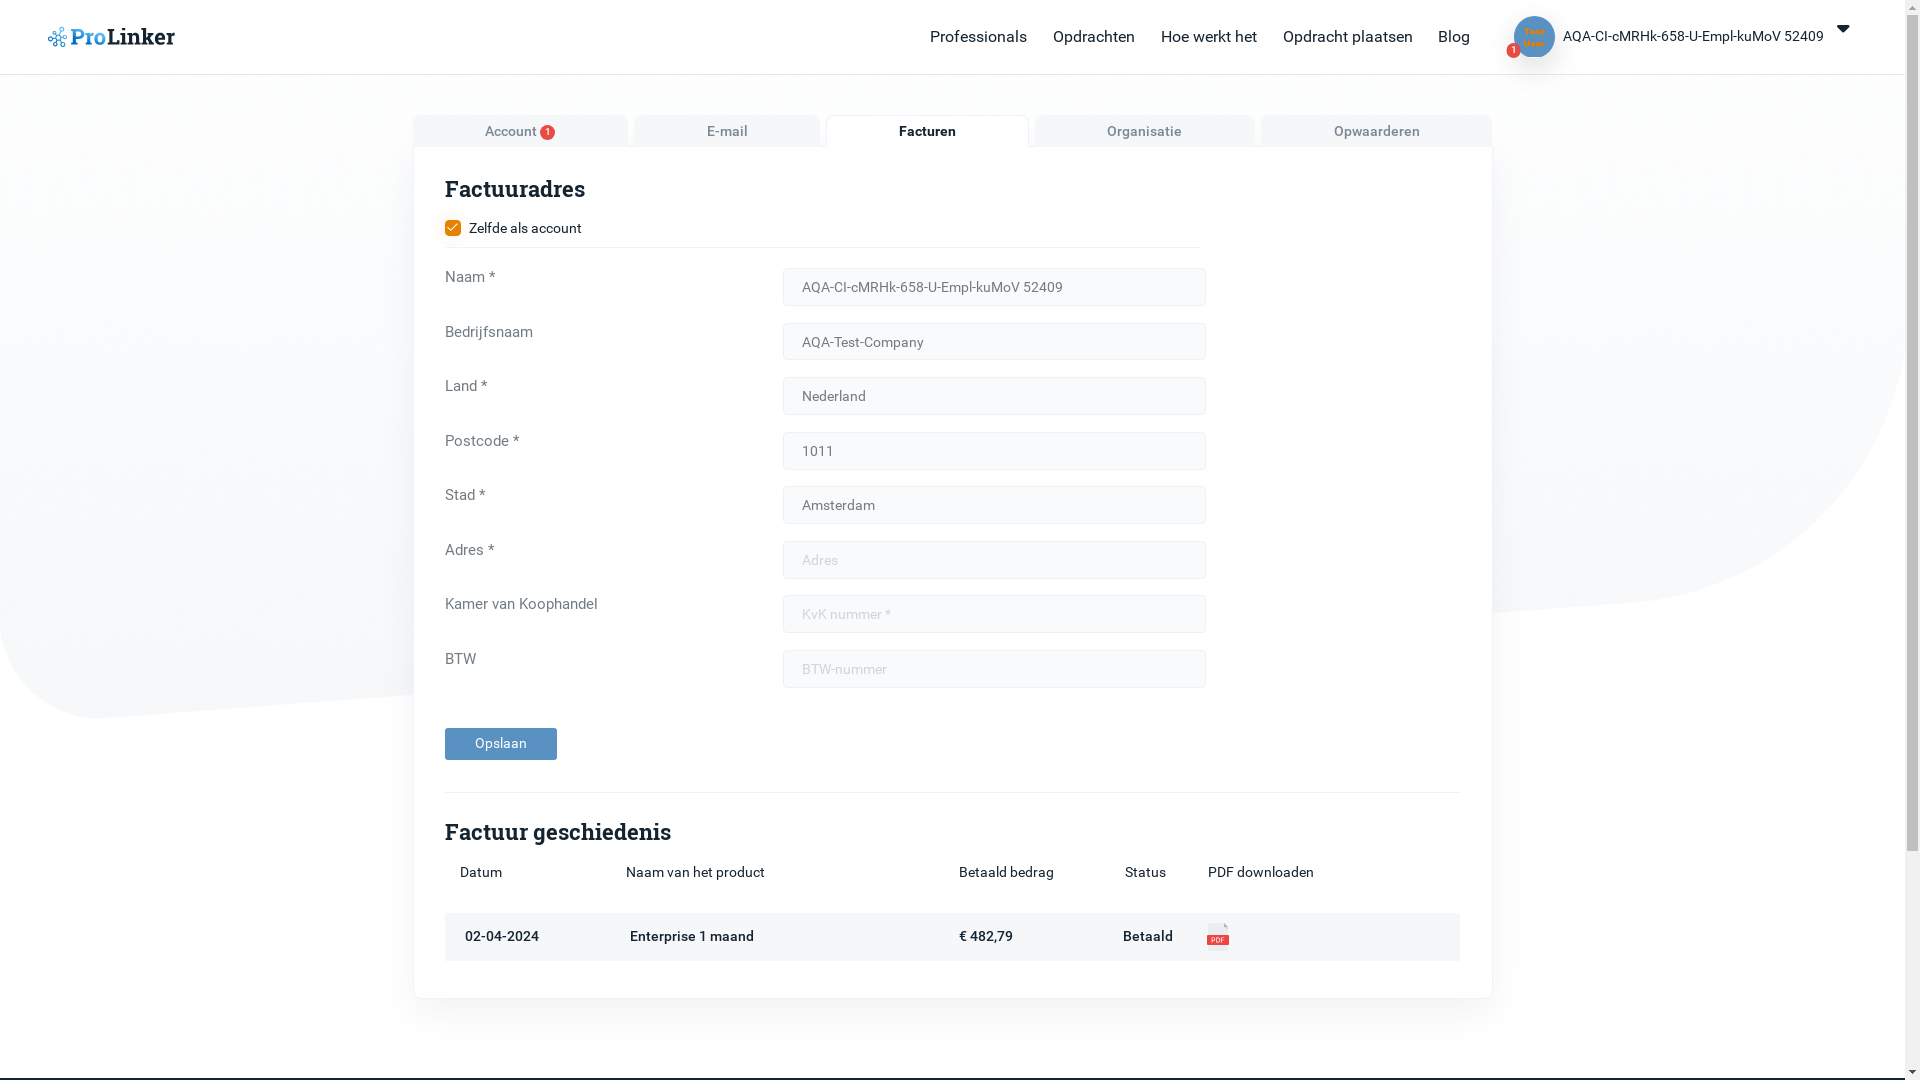 ProLinker
Professionals
Opdrachten
Hoe werkt het
Opdracht plaatsen
Blog
Test User
1
AQA-CI-cMRHk-658-U-Empl-kuMoV 52409
Account 1
E-mail
Facturen
Organisatie
Opwaarderen
Factuuradres
Zelfde als account
Naam *
AQA-CI-cMRHk-658-U-Empl-kuMoV 52409
Bedrijfsnaam
AQA-Test-Company
Land *
Nederland
Postcode *
1011
Stad *
Amsterdam
Adres *
Adres
Kamer van Koophandel
KvK nummer *
BTW
BTW-nummer
Opslaan
Factuur geschiedenis
Datum Naam van het product Betaald bedrag Status PDF downloaden
02-04-2024 Enterprise 1 maand € 482,79 Betaald PDF